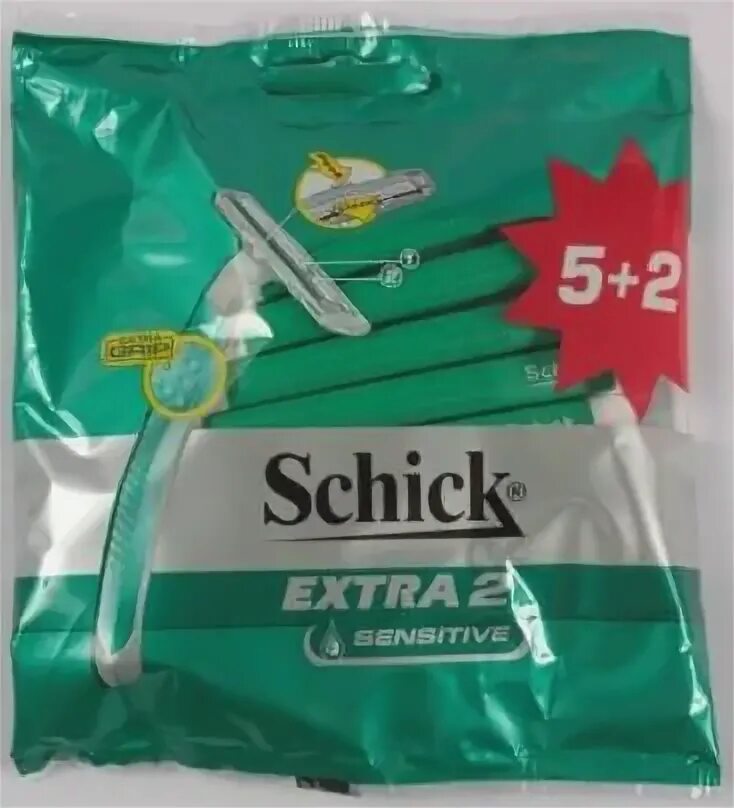 5+2
Schick
EXTRA 2
SENSITIVE